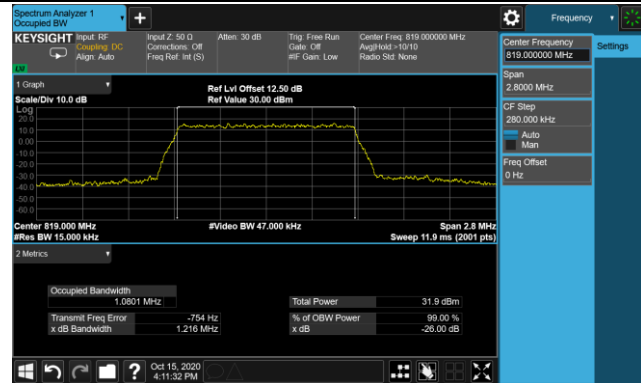 Spectrum Analyzer 1
Occupied BW
+
Frequency
KEYSIGHT
Input: RF
Coupling: DC
Align: Auto
Input Z: 50 Ω
Corrections: Off
Freq Ref: Int (S)
Atten: 30 dB
Trig: Free Run
Gate: Off
#IF Gain: Low
Center Freq: 819.000000 MHz
Avg|Hold:>10/10
Radio Std: None
Center Frequency
819.000000 MHz
Settings
Span
2.8000 MHz
CF Step
280.000 kHz
Auto
Man
Freq Offset
0 Hz
1 Graph
Scale/Div 10.0 dB
Ref Lvl Offset 12.50 dB
Ref Value 30.00 dBm
Log
20.0
10.0
0.00
-10.0
-20.0
-30.0
-40.0
-50.0
-60.0
Center 819.000 MHz
#Res BW 15.000 kHz
#Video BW 47.000 kHz
Span 2.8 MHz
Sweep 11.9 ms (2001 pts)
2 Metrics
Occupied Bandwidth
1.0801 MHz
Total Power 31.9 dBm
Transmit Freq Error -754 Hz
% of OBW Power 99.00 %
x dB Bandwidth 1.216 MHz
x dB -26.00 dB
?
Oct 15, 2020
4:11:32 PM